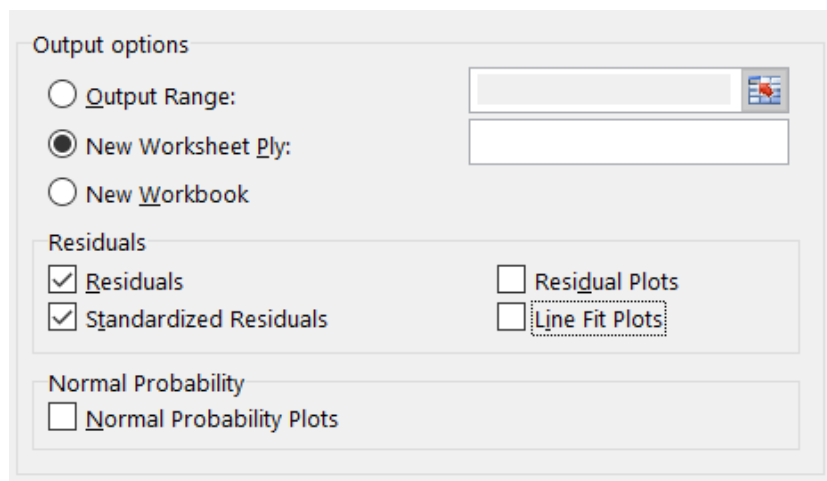 Output options
Output Range:
New Worksheet Ply:
New Workbook
Residuals
Residuals
Residual Plots
Standardized Residuals
Line Fit Plots
Normal Probability
Normal Probability Plots